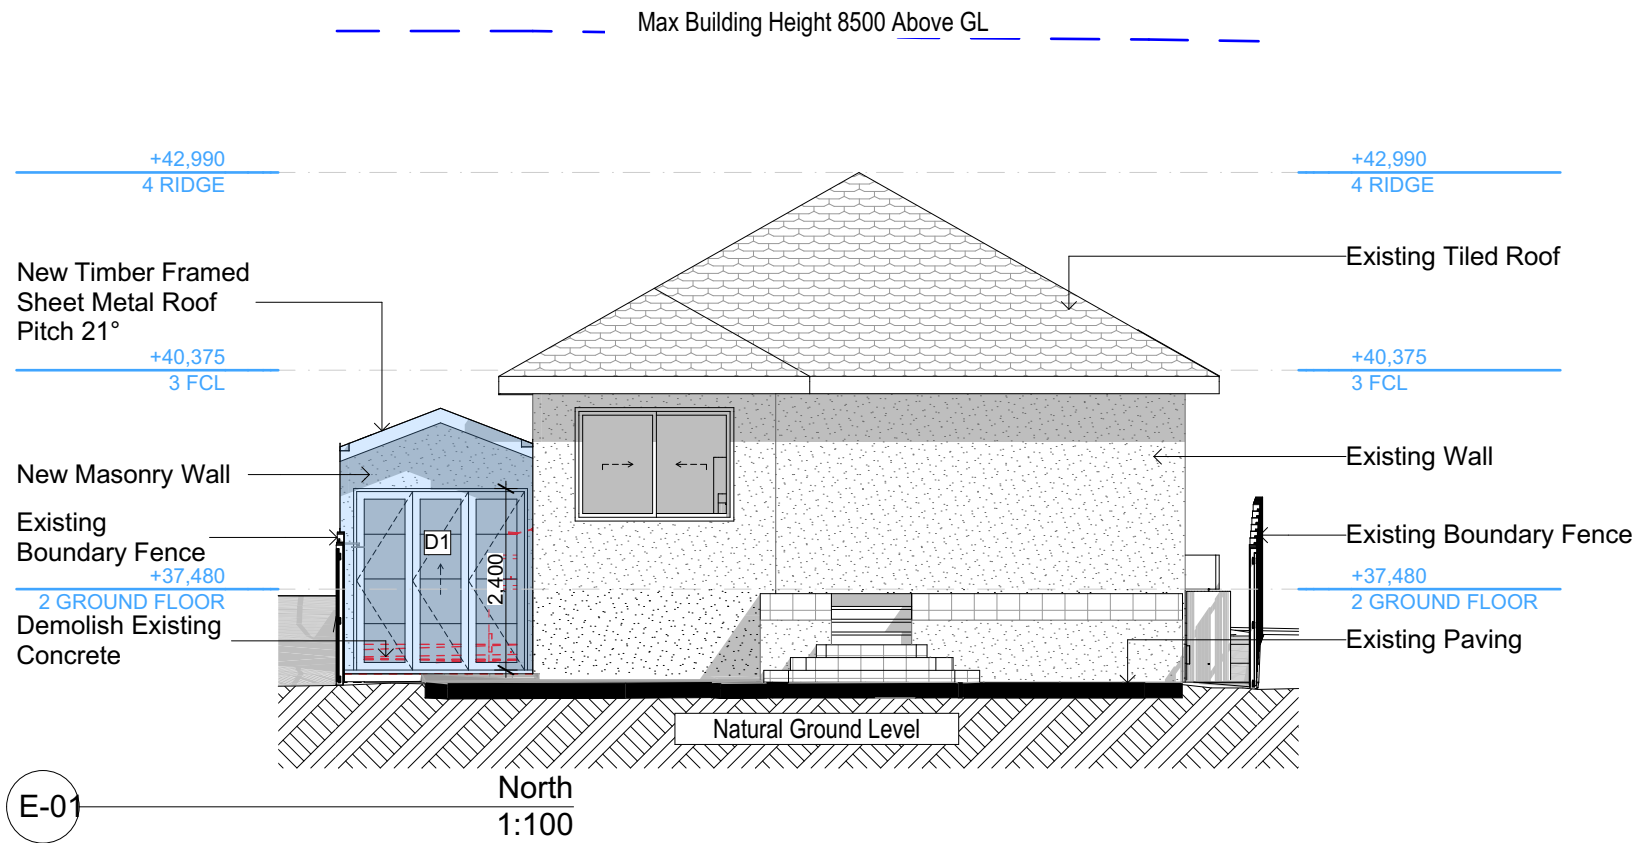 Max Building Height 8500 Above GL
+42,990
4 RIDGE
+42,990
4 RIDGE
New Timber Framed
Sheet Metal Roof
Pitch 21°
Existing Tiled Roof
+40,375
3 FCL
+40,375
3 FCL
New Masonry Wall
Existing Wall
Existing
Boundary Fence
Existing Boundary Fence
D1
2,400
+37,480
2 GROUND FLOOR
+37,480
2 GROUND FLOOR
Demolish Existing
Concrete
Existing Paving
Natural Ground Level
E-01
North
1:100